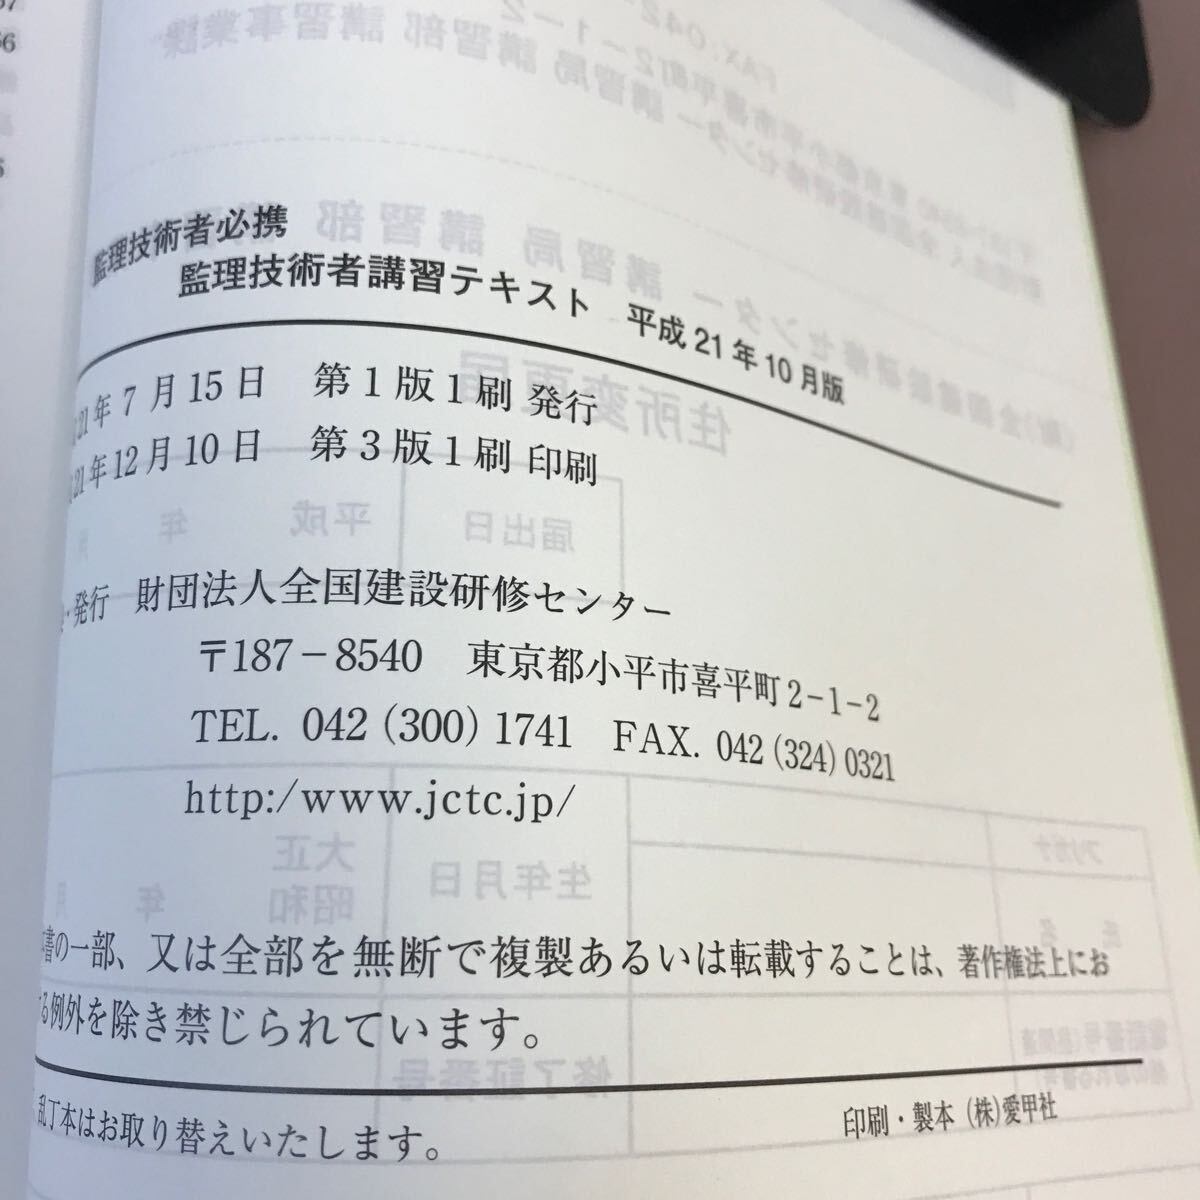 監理技術者必携
監理技術者講習テキスト 平成21年10月版
21年7月15日 第1版1刷 発行
21年12月10日 第3版1刷 印刷
・発行 財団法人全国建設研修センター
〒187-8540 東京都小平市喜平町2-1-2
TEL. 042 (300) 1741 FAX. 042 (324) 0321
http:/www.jctc.jp/
書の一部、又は全部を無断で複製あるいは転載することは、著作権法上にお
る例外を除き禁じられています。
乱丁本はお取り替えいたします。
印刷・製本 (株)愛甲社